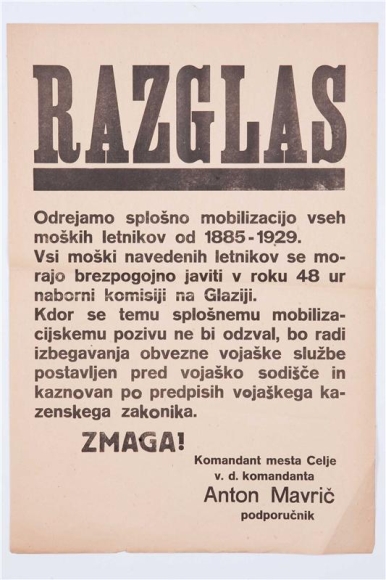 RAZGLAS
Odrejamo splošno mobilizacijo vseh
moških letnikov od 1885-1929.
Vsi moški navedenih letnikov se mo-
rajo brezpogojno javiti v roku 48 ur
naborni komisiji na Glaziji.
Kdor se temu splošnemu mobiliza-
cijskemu pozivu ne bi odzval, bo radi
izbegavanja obvezne vojaške službe
postavljen pred vojaško sodišče in
kaznovan po predpisih vojaškega ka-
zenskega zakonika.
ZMAGA!
Komandant mesta Celje
v. d. komandanta
Anton Mavrič
podporučnik